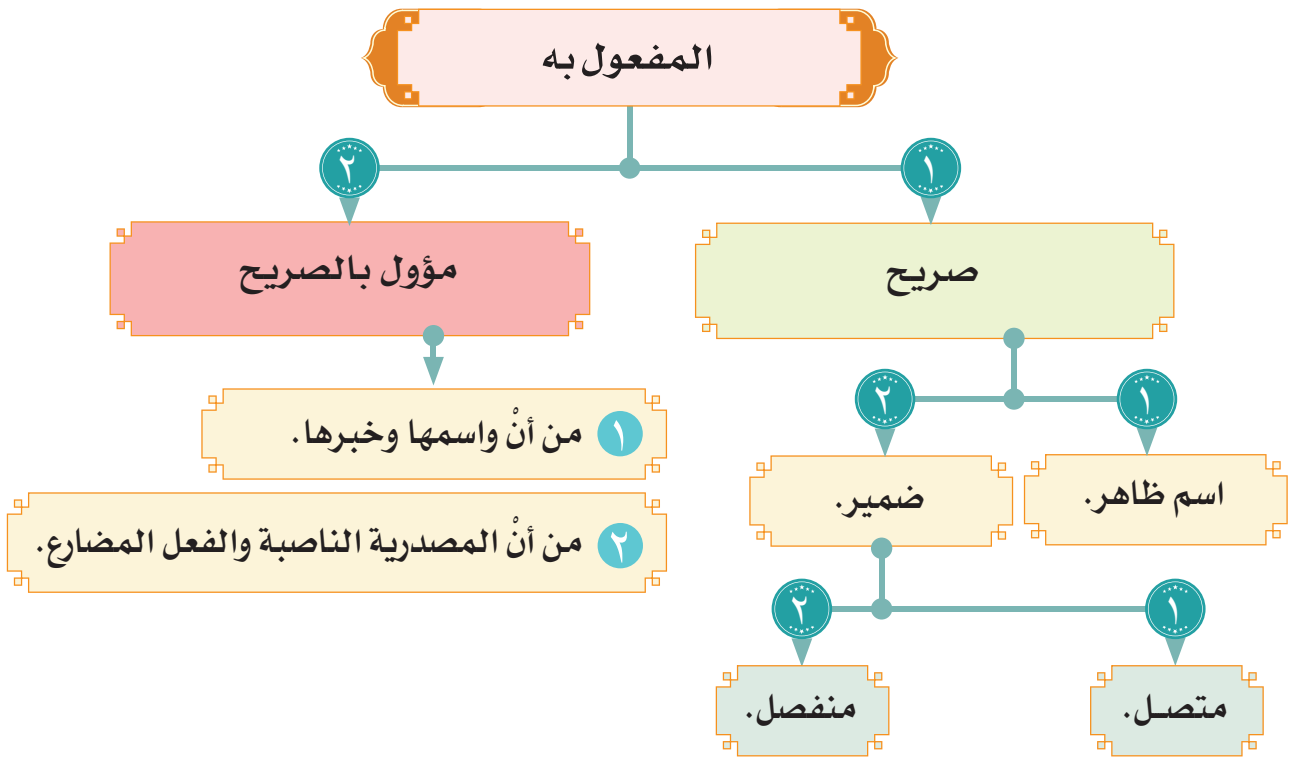 المفعول به
١
٢
صريح
مؤول بالصريح
١
٢
اسم ظاهر.
ضمير.
١
٢
متصـل.
منفصل.
١ من أنْ واسمها وخبرها.
٢ من أنْ المصدرية الناصبة والفعل المضارع.